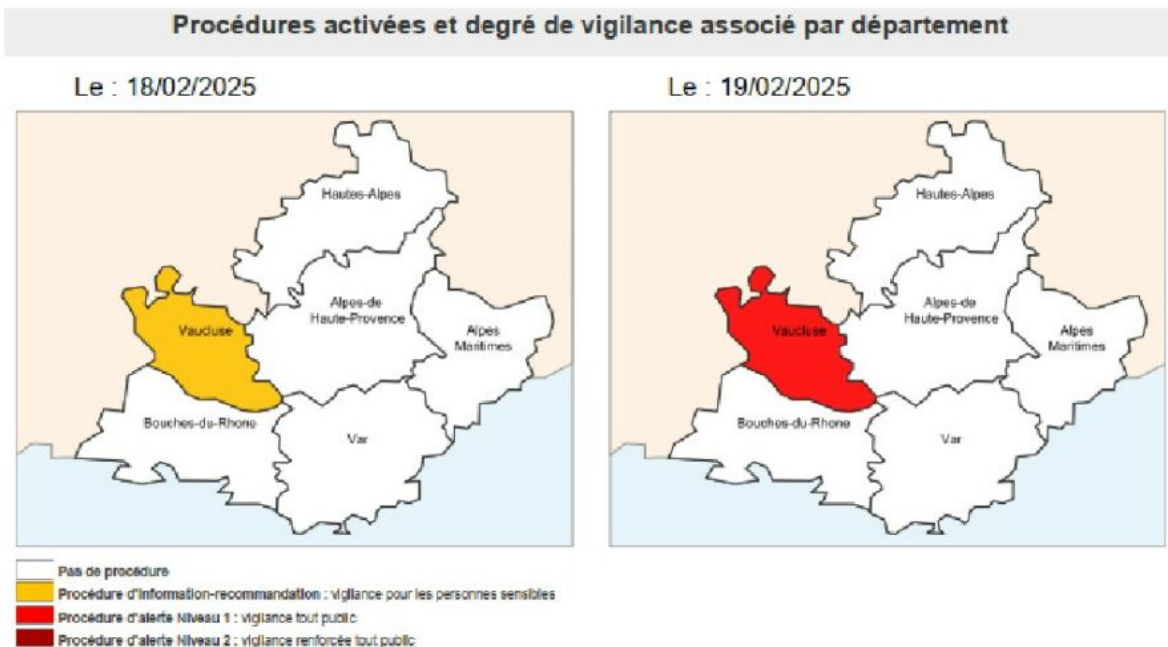 Procédures activées et degré de vigilance associé par département
Le : 18/02/2025
Le : 19/02/2025
Hautes-Alpes
Alpes-de
Haute-Provence
Alpes
Maritimes
Vaucluse
Bouches-du-Rhone
Var
Hautes-Alpes
Alpes-de
Haute-Provence
Alpes
Maritimes
Vaucluse
Bouches-du-Rhone
Var
Pas de procédure
Procédure d'information-recommandation : vigilance pour les personnes sensibles
Procédure d'alerte Niveau 1 : vigilance tout public
Procédure d'alerte Niveau 2 : vigilance renforcée tout public